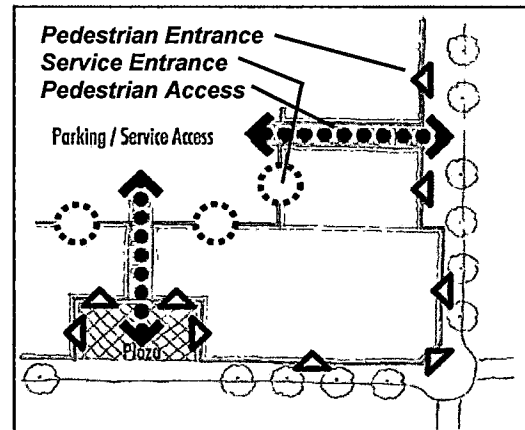 Pedestrian Entrance
Service Entrance
Pedestrian Access
Parking / Service Access
Plaza